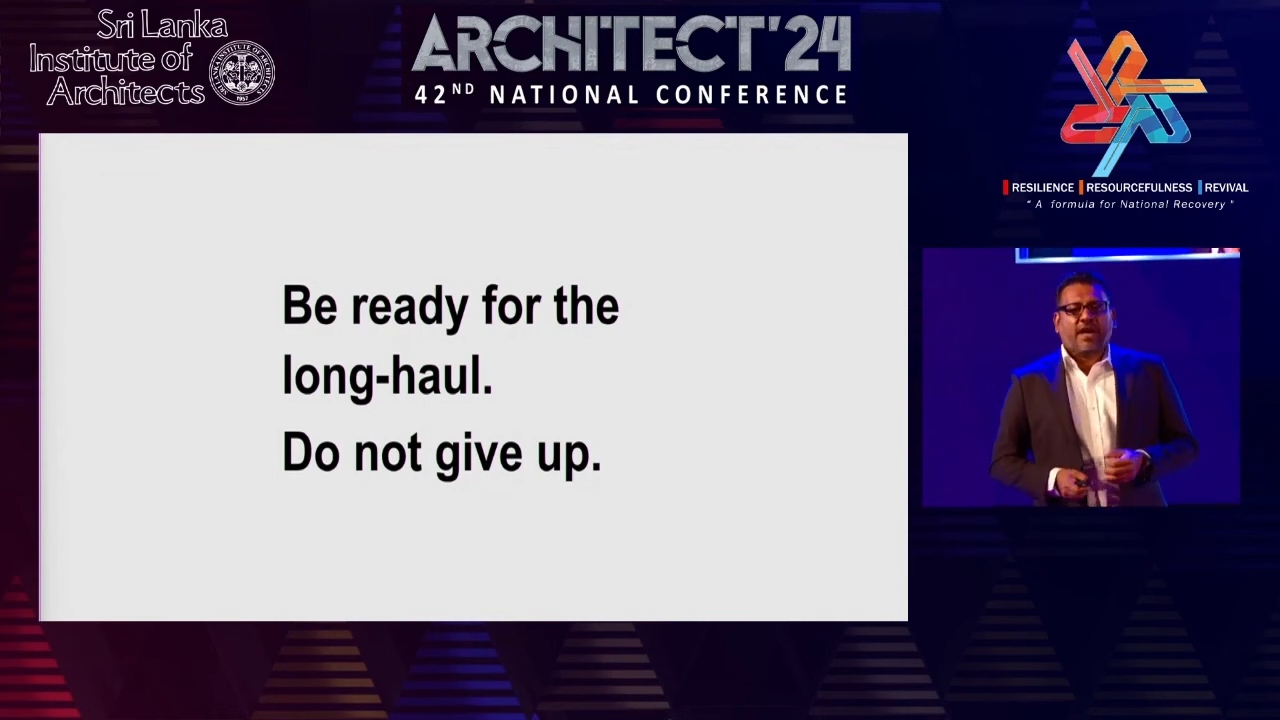 Sri Lanka
Institute of
Architects
ARCHITECT'24
42ND NATIONAL CONFERENCE
RESILIENCE RESOURCEFULNESS REVIVAL
" A formula for National Recovery "
Be ready for the
long-haul.
Do not give up.